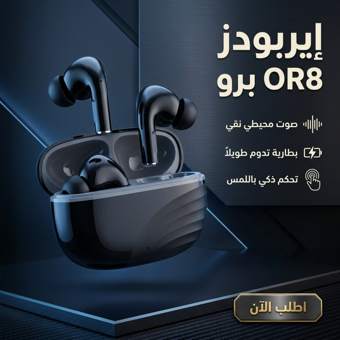 إيربودز
OR8 برو
صوت محيطي نقي
بطارية تدوم طويلاً
تحكم ذكي باللمس
اطلب الآن